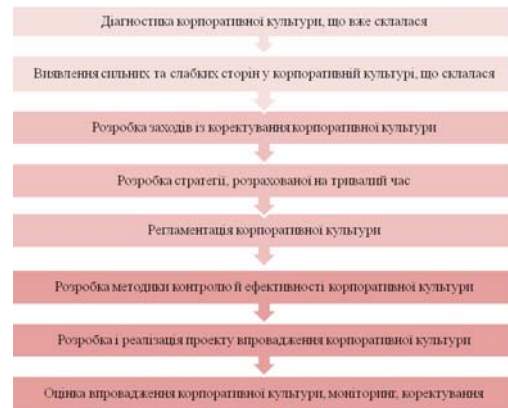 Діагностика корпоративної культури, що вже склалася
Виявлення сильних та слабких сторін у корпоративній культурі, що склалася
Розробка заходів із коректування корпоративної культури
Розробка стратегії, розрахованої на тривалий час
Регламентація корпоративної культури
Розробка методики контролю й ефективності корпоративної культури
Розробка і реалізація проекту впровадження корпоративної культури
Оцінка впровадження корпоративної культури, моніторинг, коректування